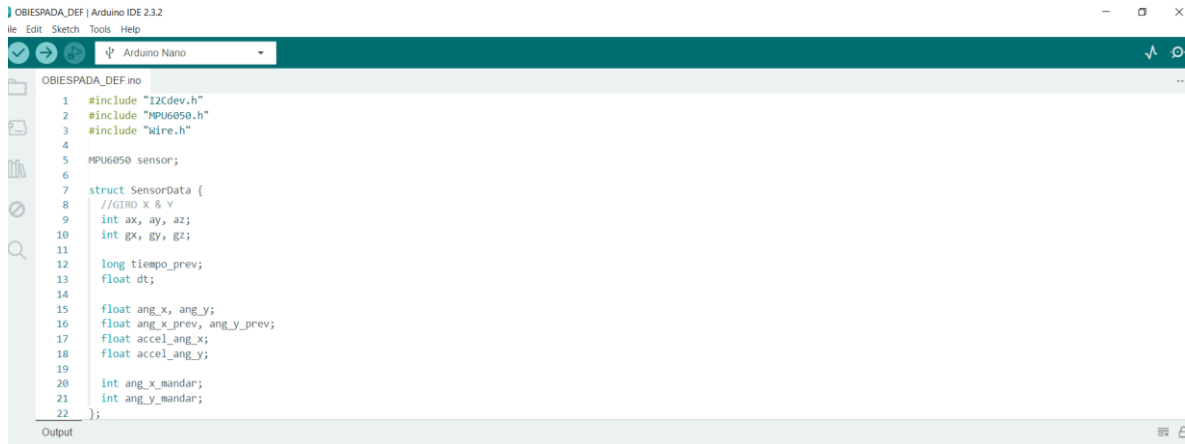 OBIESPADA_DEF | Arduino IDE 2.3.2
ile Edit Sketch Tools Help
Arduino Nano
OBIESPADA_DEF.ino
1 #include "I2Cdev.h"
2 #include "MPU6050.h"
3 #include "Wire.h"
4
5 MPU6050 sensor;
6
7 struct SensorData {
8 //GIRO X & Y
9 int ax, ay, az;
10 int gx, gy, gz;
11
12 long tiempo_prev;
13 float dt;
14
15 float ang_x, ang_y;
16 float ang_x_prev, ang_y_prev;
17 float accel_ang_x;
18 float accel_ang_y;
19
20 int ang_x_mandar;
21 int ang_y_mandar;
22 };
Output